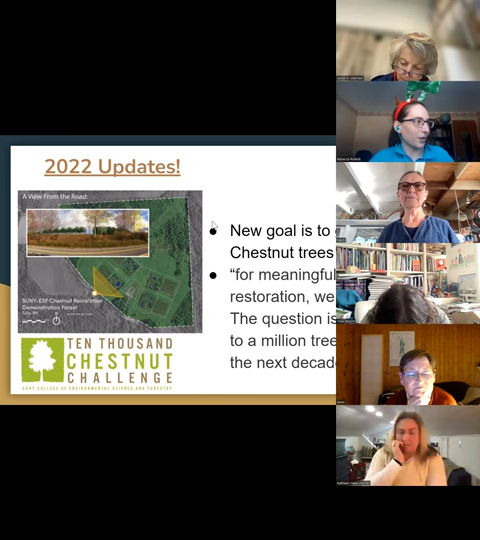 2022 Updates!
A View From the Road:
SUNY-ESF Chestnut Restoration
Demonstration Forest
Tully, NY
TEN THOUSAND
CHESTNUT
CHALLENGE
SUNY COLLEGE OF ENVIRONMENTAL SCIENCE AND FORESTRY
● New goal is to
Chestnut trees
● “for meaningful
restoration, we
The question is
to a million tree
the next decad